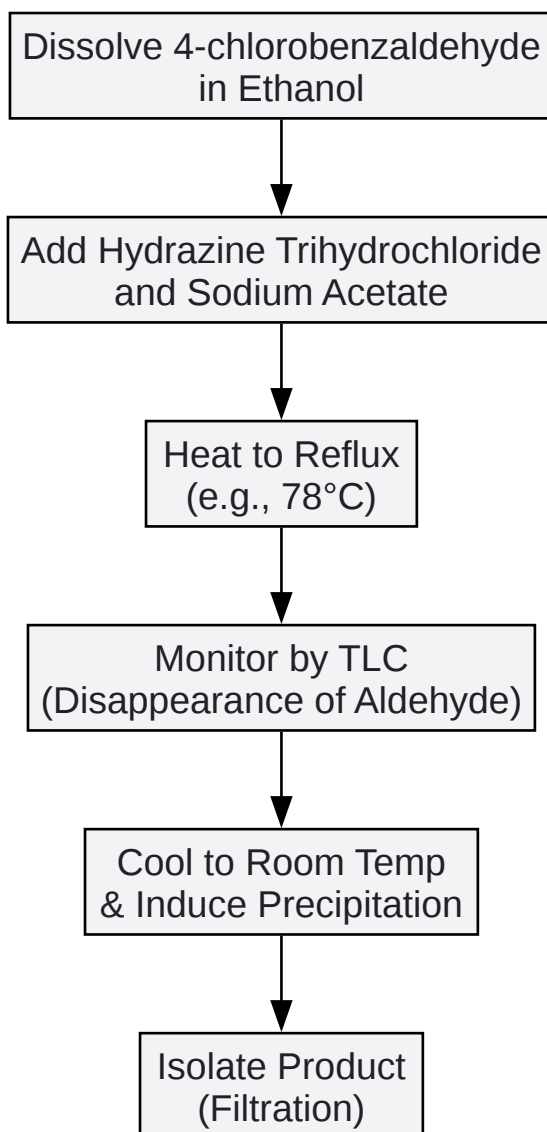 Dissolve 4-chlorobenzaldehyde
in Ethanol
Add Hydrazine Trihydrochloride
and Sodium Acetate
Heat to Reflux
(e.g., 78°C)
Monitor by TLC
(Disappearance of Aldehyde)
Cool to Room Temp
& Induce Precipitation
Isolate Product
(Filtration)